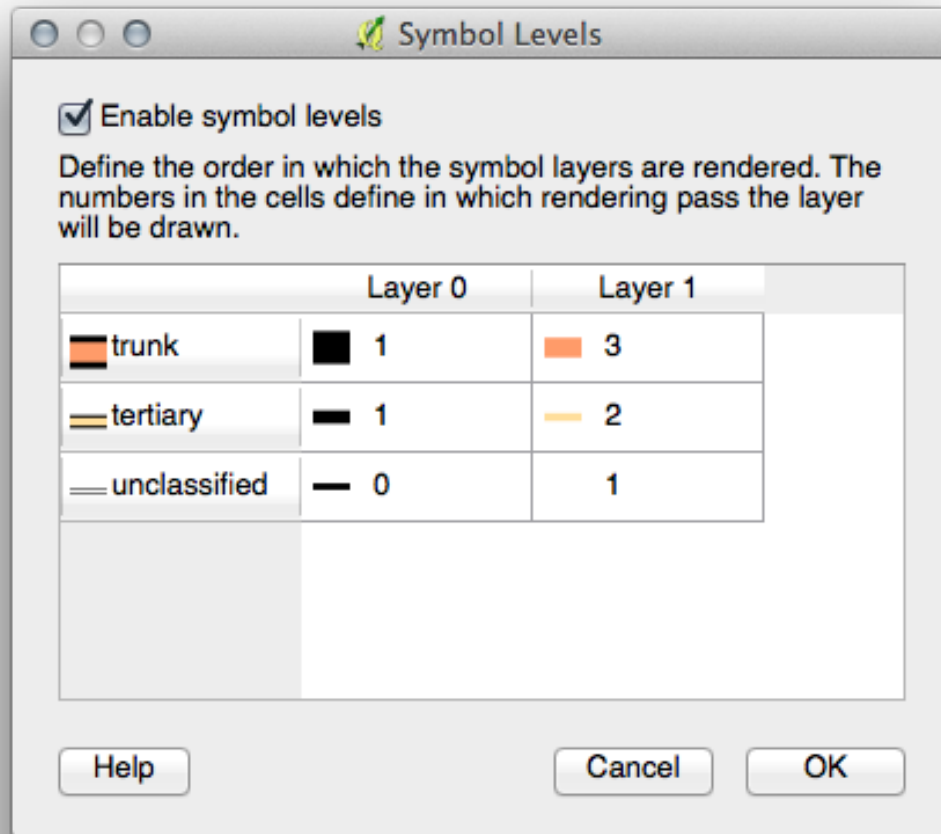 Symbol Levels
Enable symbol levels
Define the order in which the symbol layers are rendered. The
numbers in the cells define in which rendering pass the layer
will be drawn.
Layer 0 Layer 1
trunk 1 3
tertiary 1 2
unclassified 0 1
Help Cancel OK